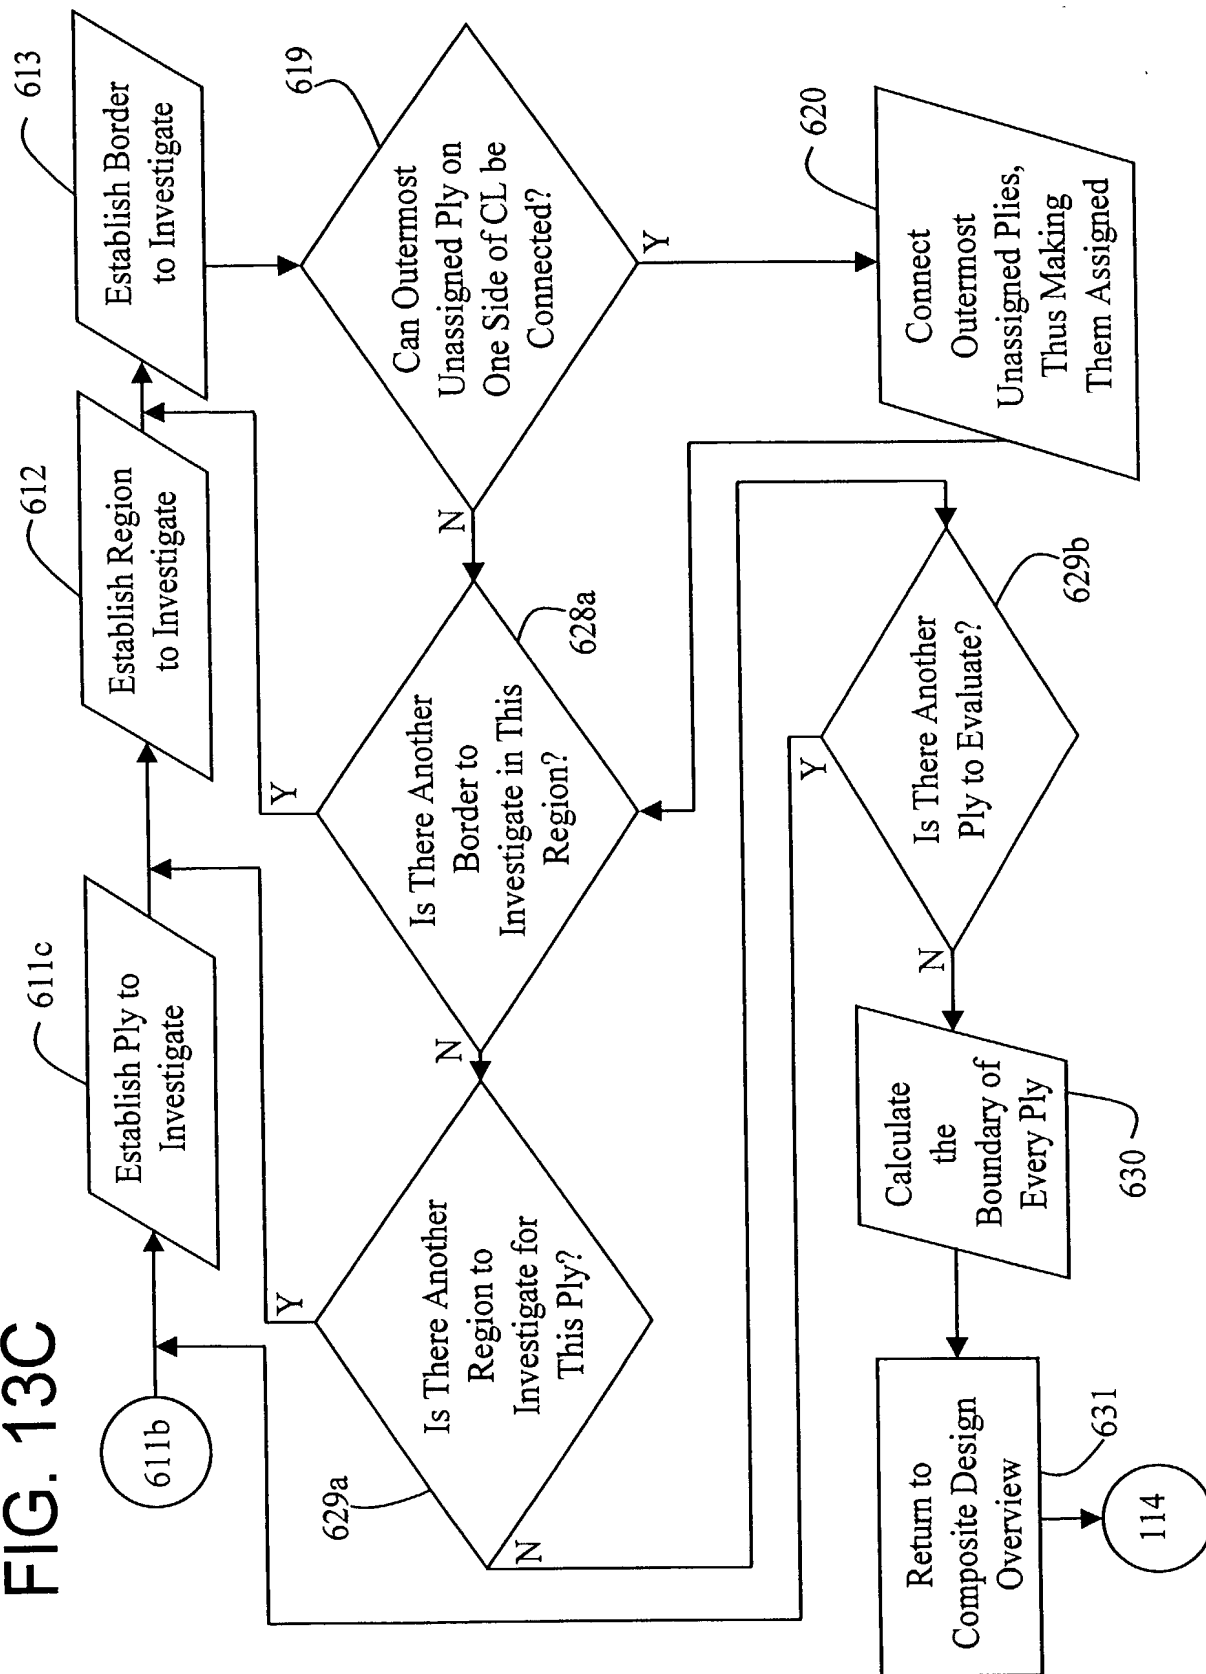 FIG. 13C
611b
Establish Ply to
Investigate
611c
Establish Region
to Investigate
612
Establish Border
to Investigate
613
Can Outermost
Unassigned Ply on
One Side of CL be
Connected?
619
N
Y
Is There Another
Border to
Investigate in This
Region?
628a
Y
N
Is There Another
Region to
Investigate for
This Ply?
629a
Y
N
Connect
Outermost
Unassigned Plies,
Thus Making
Them Assigned
620
Is There Another
Ply to Evaluate?
629b
Y
N
Calculate
the
Boundary of
Every Ply
630
Return to
Composite Design
Overview
631
114